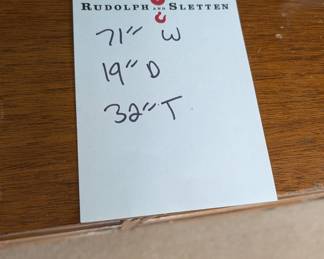 RUDOLPH AND SLETTEN
71" W
19" D
32" T